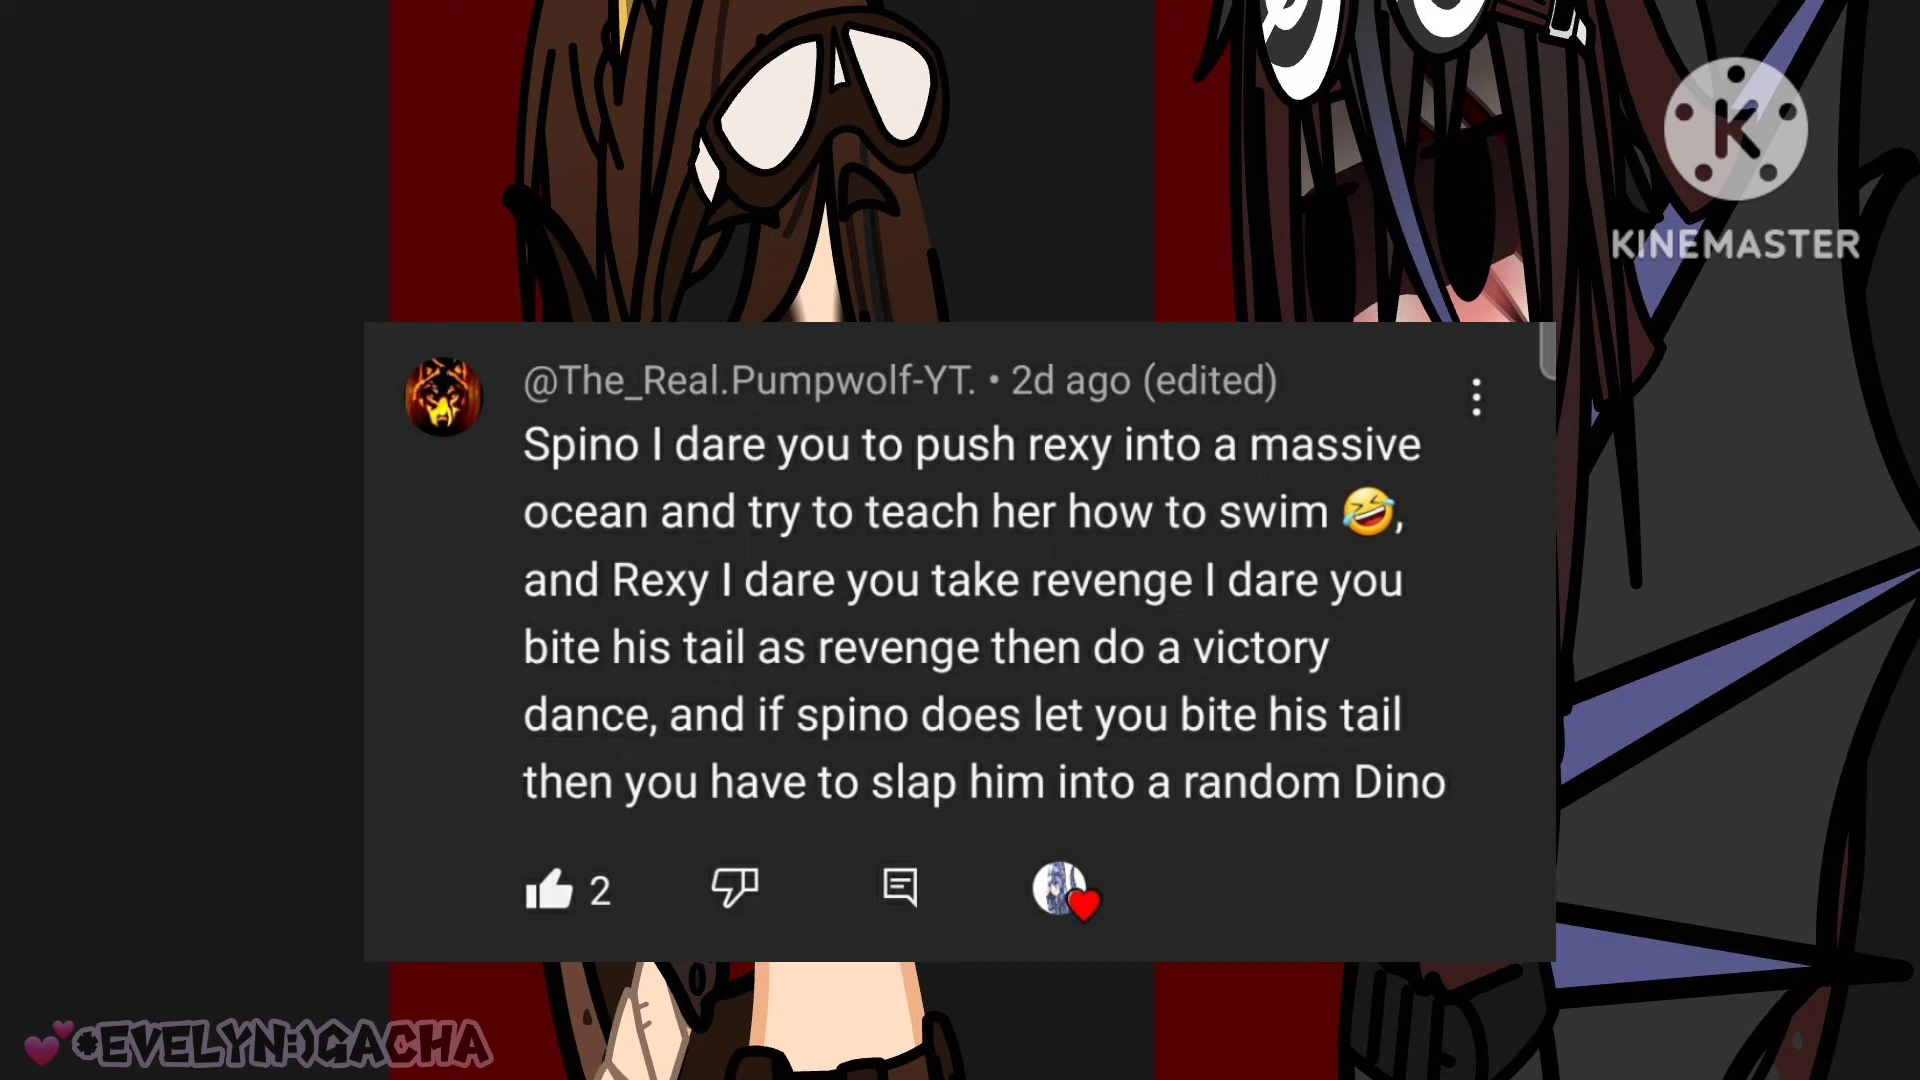 K
KINEMASTER
@The_Real.Pumpwolf-YT. • 2d ago (edited)
Spino I dare you to push rexy into a massive
ocean and try to teach her how to swim 🤣,
and Rexy I dare you take revenge I dare you
bite his tail as revenge then do a victory
dance, and if spino does let you bite his tail
then you have to slap him into a random Dino
2
💕*EVELYN:)GACHA